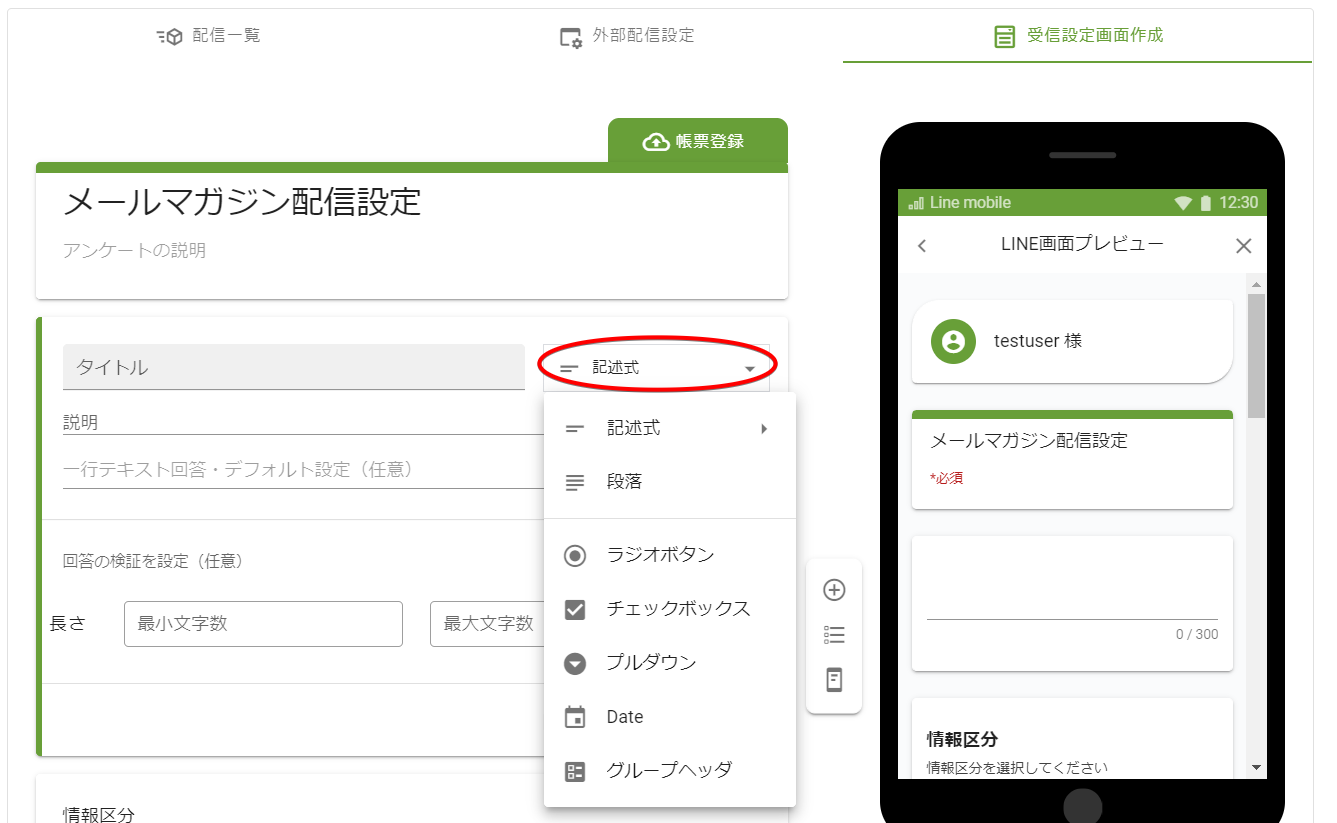 配信一覧
外部配信設定
受信設定画面作成
帳票登録
メールマガジン配信設定
アンケートの説明
タイトル
記述式
説明
一行テキスト回答・デフォルト設定（任意）
回答の検証を設定（任意）
長さ
最小文字数
最大文字数
情報区分
記述式
段落
ラジオボタン
チェックボックス
プルダウン
Date
グループヘッダ
Line mobile
12:30
LINE画面プレビュー
testuser 様
メールマガジン配信設定
*必須
0 / 300
情報区分
情報区分を選択してください